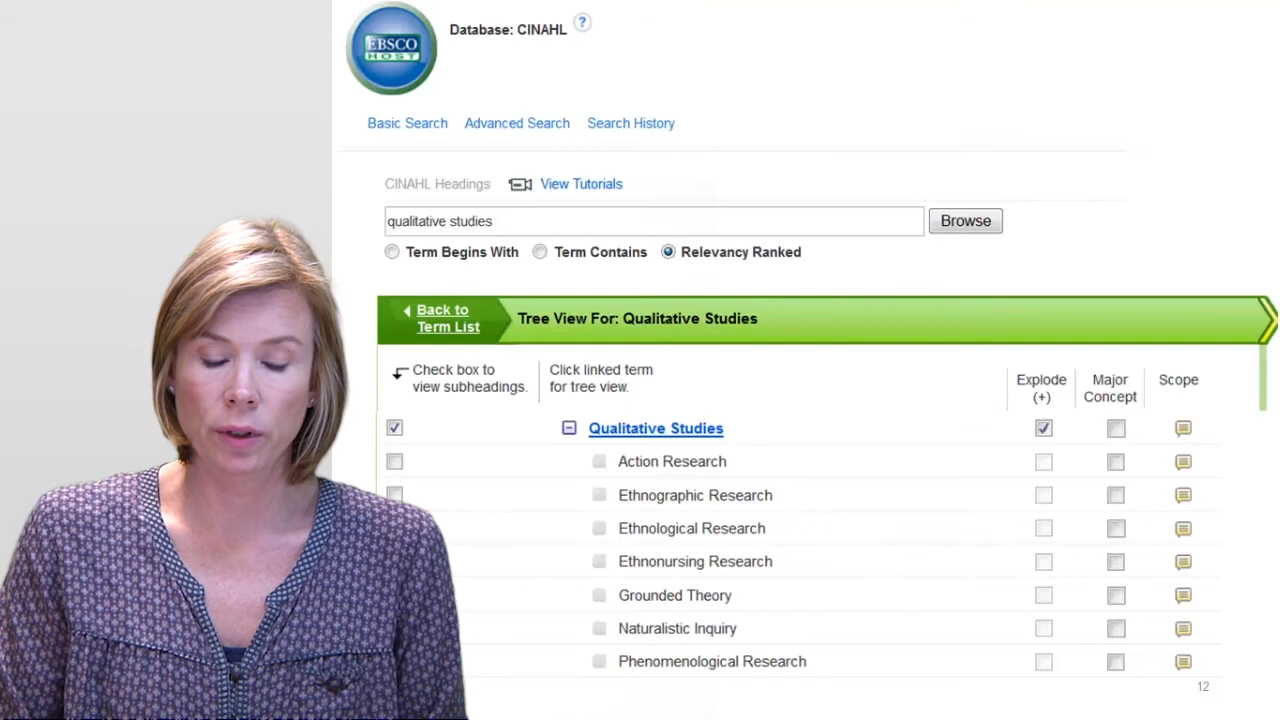 EBSCO
HOST
Database: CINAHL ?
Basic Search Advanced Search Search History
CINAHL Headings View Tutorials
qualitative studies Browse
Term Begins With Term Contains Relevancy Ranked
Back to
Term List
Tree View For: Qualitative Studies
Check box to
view subheadings.
Click linked term
for tree view.
Explode
(+)
Major
Concept
Scope
Qualitative Studies
Action Research
Ethnographic Research
Ethnological Research
Ethnonursing Research
Grounded Theory
Naturalistic Inquiry
Phenomenological Research
12